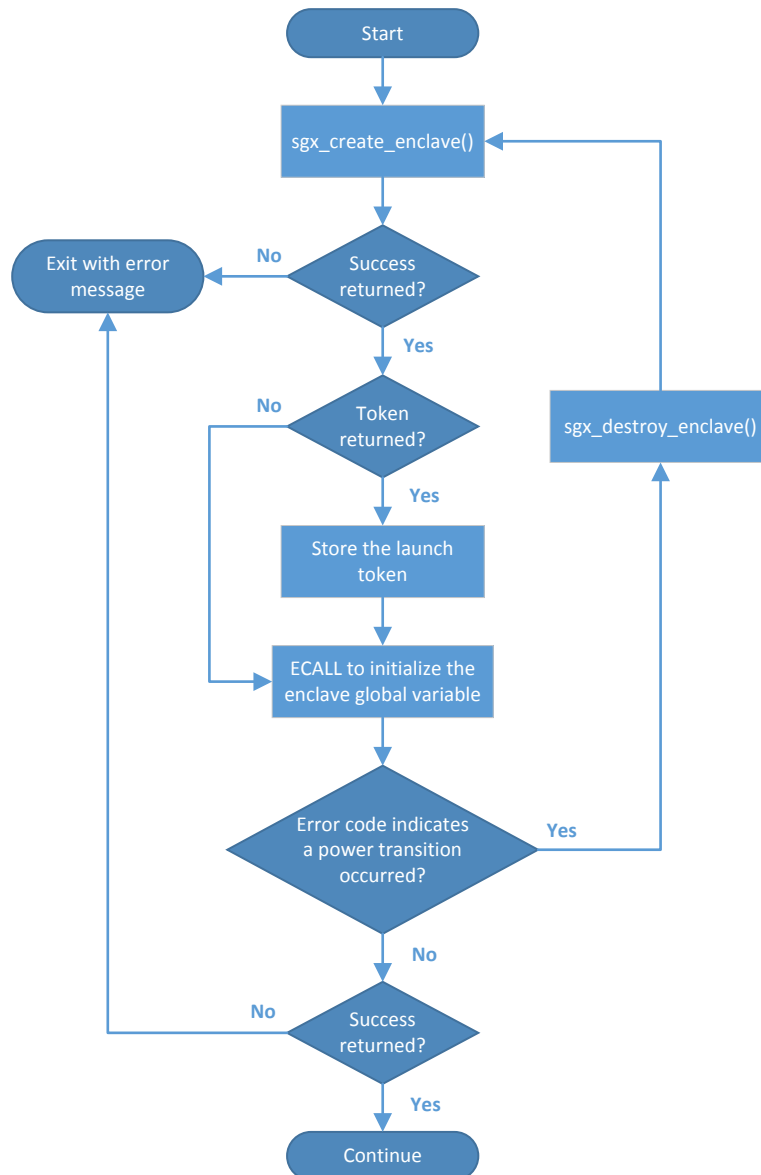 Start
sgx_create_enclave()
No
Exit with error
message
Success
returned?
Yes
No
Token
returned?
sgx_destroy_enclave()
Yes
Store the launch
token
ECALL to initialize the
enclave global variable
Error code indicates
a power transition
occurred?
Yes
No
No
Success
returned?
Yes
Continue